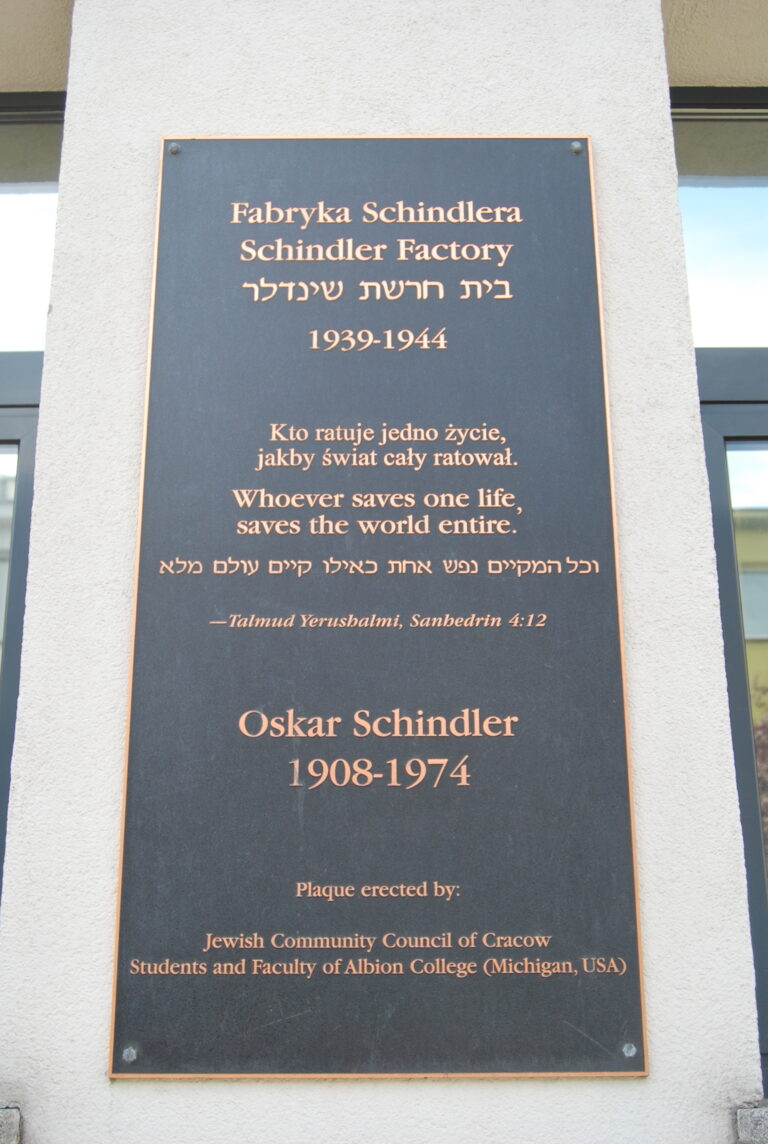 Fabryka Schindlera
Schindler Factory
בית חרשת שינדלר
1939-1944
Kto ratuje jedno życie,
jakby świat cały ratował.
Whoever saves one life,
saves the world entire.
וכל המקיים נפש אחת כאילו קיים עולם מלא
—Talmud Yerushalmi, Sanhedrin 4:12
Oskar Schindler
1908-1974
Plaque erected by:
Jewish Community Council of Cracow
Students and Faculty of Albion College (Michigan, USA)